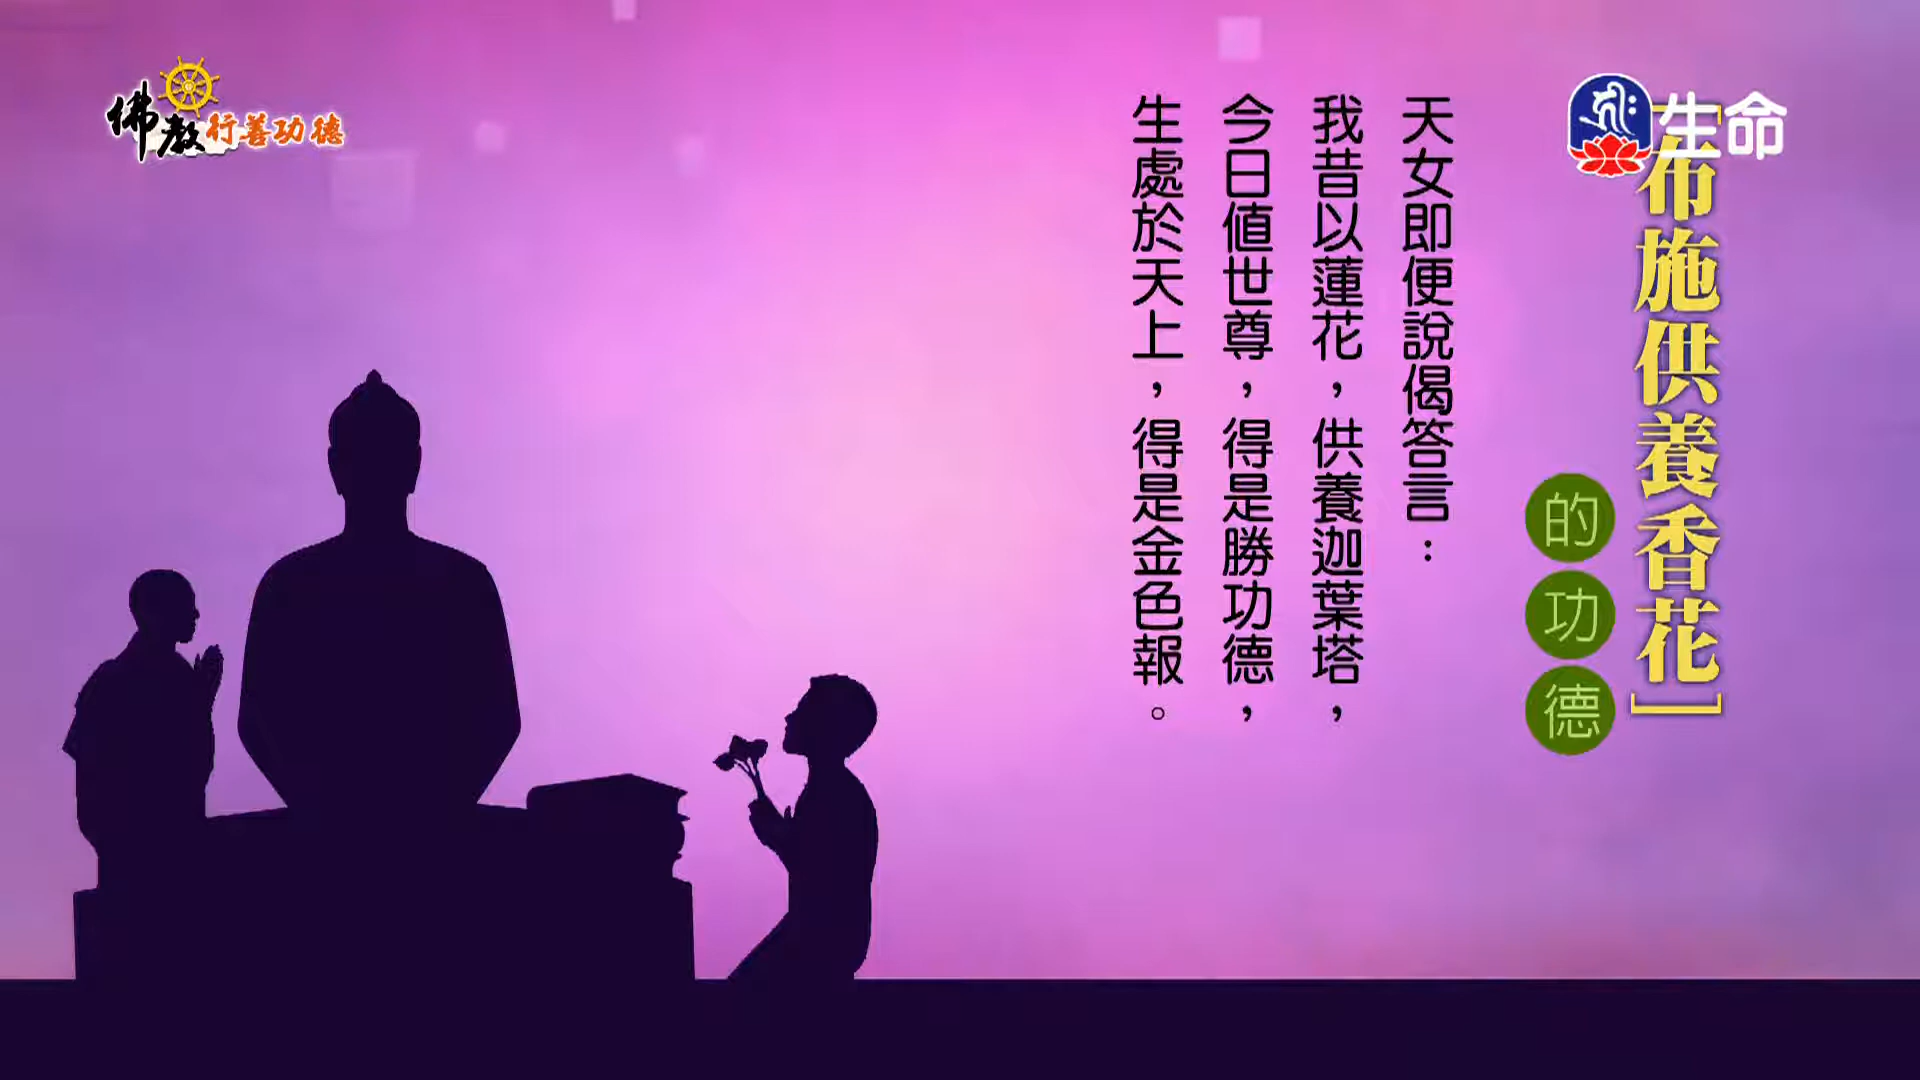 佛教行善功德
生命
「布施供養香花」
的功德
天女即便說偈答言：
我昔以蓮花，供養迦葉塔，
今日值世尊，得是勝功德，
生處於天上，得是金色報。